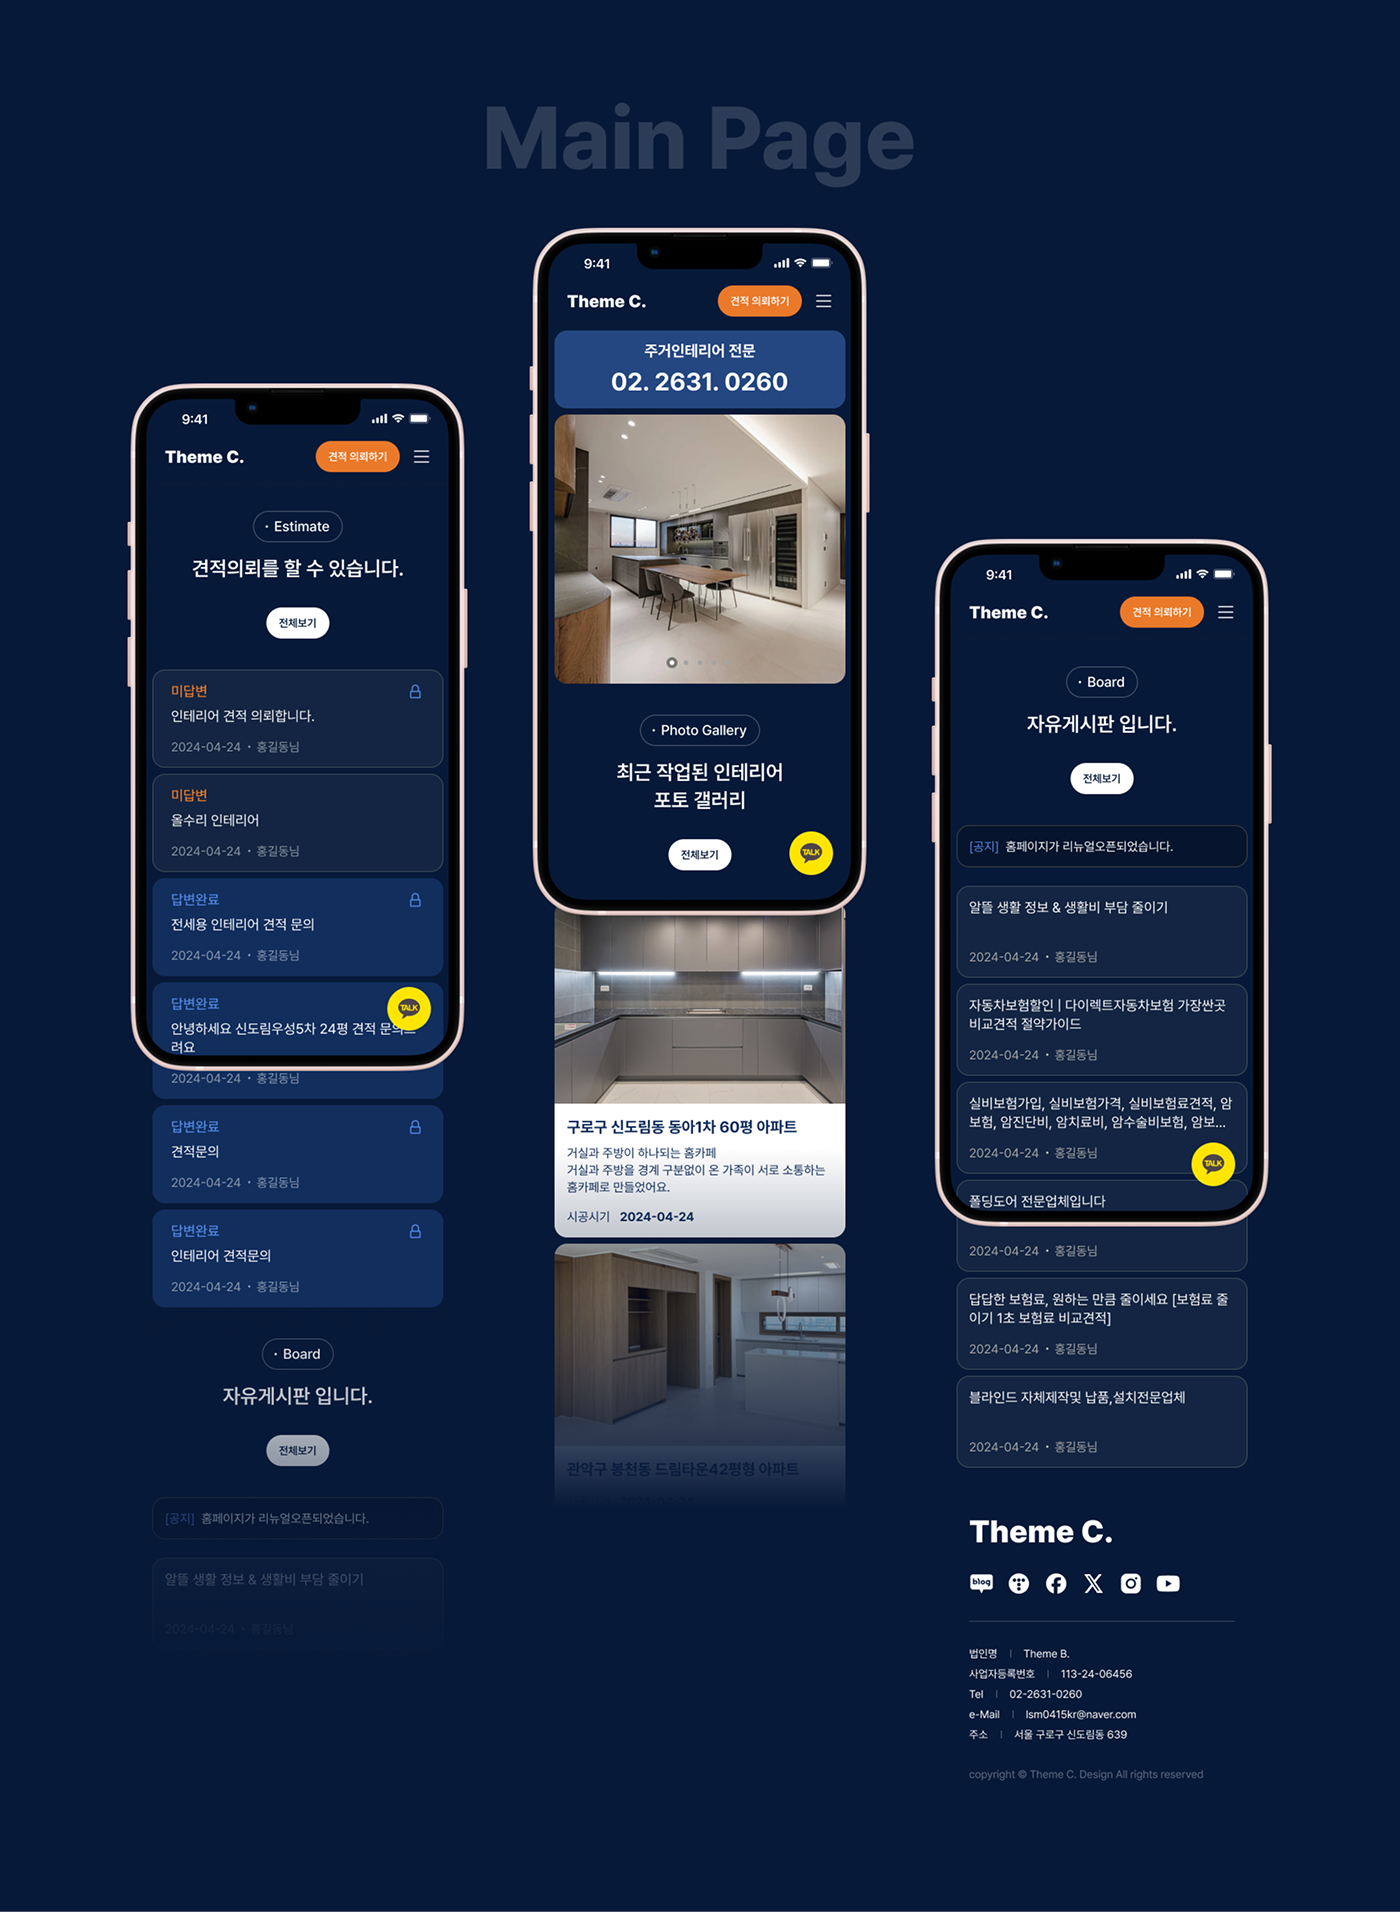 Main Page
9:41
Theme C.
견적 의뢰하기
· Estimate
견적의뢰를 할 수 있습니다.
전체보기
미답변
인테리어 견적 의뢰합니다.
2024-04-24 • 홍길동님
미답변
올수리 인테리어
2024-04-24 • 홍길동님
답변완료
전세용 인테리어 견적 문의
2024-04-24 • 홍길동님
답변완료
안녕하세요 신도림우성5차 24평 견적 문의
려요
TALK
2024-04-24 • 홍길동님
답변완료
견적문의
2024-04-24 • 홍길동님
답변완료
인테리어 견적문의
2024-04-24 • 홍길동님
· Board
자유게시판 입니다.
전체보기
[공지] 홈페이지가 리뉴얼오픈되었습니다.
알뜰 생활 정보 & 생활비 부담 줄이기
2024-04-24 • 홍길동님
9:41
Theme C.
견적 의뢰하기
주거인테리어 전문
02. 2631. 0260
· Photo Gallery
최근 작업된 인테리어
포토 갤러리
전체보기
TALK
구로구 신도림동 동아1차 60평 아파트
거실과 주방이 하나되는 홈카페
거실과 주방을 경계 구분없이 온 가족이 서로 소통하는
홈카페로 만들었어요.
시공시기 2024-04-24
관악구 봉천동 드림타운42평형 아파트
9:41
Theme C.
견적 의뢰하기
· Board
자유게시판 입니다.
전체보기
[공지] 홈페이지가 리뉴얼오픈되었습니다.
알뜰 생활 정보 & 생활비 부담 줄이기
2024-04-24 • 홍길동님
자동차보험할인 | 다이렉트자동차보험 가장싼곳
비교견적 절약가이드
2024-04-24 • 홍길동님
실비보험가입, 실비보험가격, 실비보험료견적, 암
보험, 암진단비, 암치료비, 암수술비보험, 암보...
2024-04-24 • 홍길동님
TALK
폴딩도어 전문업체입니다
2024-04-24 • 홍길동님
답답한 보험료, 원하는 만큼 줄이세요 [보험료 줄
이기 1초 보험료 비교견적]
2024-04-24 • 홍길동님
블라인드 자체제작및 납품,설치전문업체
2024-04-24 • 홍길동님
Theme C.
blog
법인명 | Theme B.
사업자등록번호 | 113-24-06456
Tel | 02-2631-0260
e-Mail | lsm0415kr@naver.com
주소 | 서울 구로구 신도림동 639
copyright © Theme C. Design All rights reserved